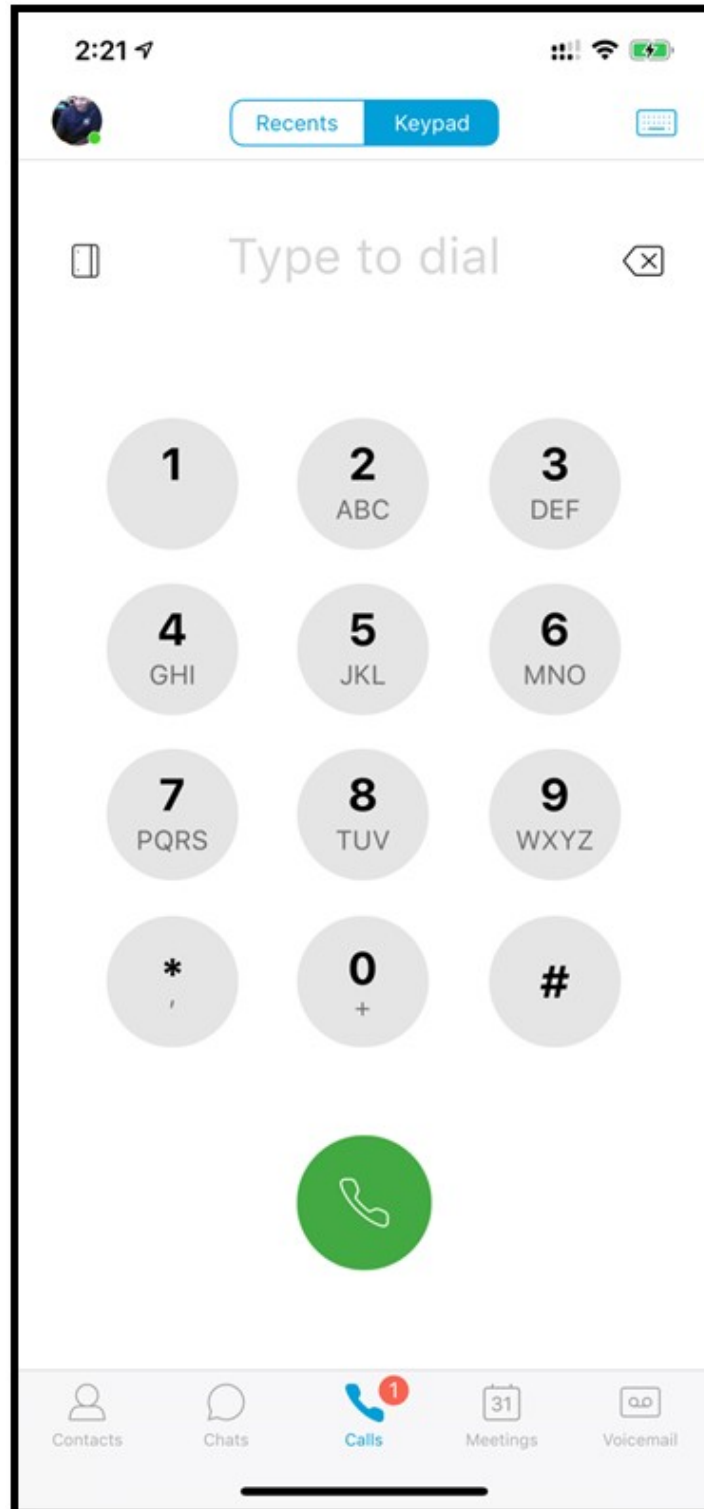 2:21
Recents Keypad
Type to dial
1 2 3
ABC DEF
4 5 6
GHI JKL MNO
7 8 9
PQRS TUV WXYZ
* 0 #
, +
1
31
Contacts Chats Calls Meetings Voicemail